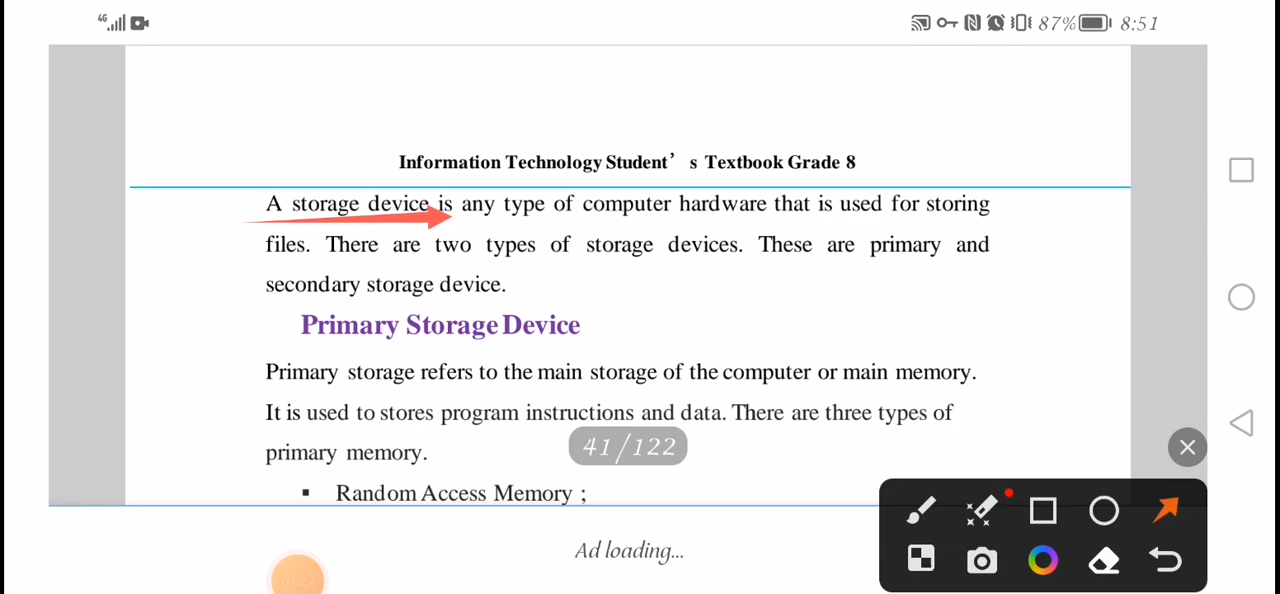 4G 87% 8:51
Information Technology Student’ s Textbook Grade 8
A storage device is any type of computer hardware that is used for storing
files. There are two types of storage devices. These are primary and
secondary storage device.
Primary Storage Device
Primary storage refers to the main storage of the computer or main memory.
It is used to stores program instructions and data. There are three types of
primary memory.
41/122
▪ Random Access Memory ;
Ad loading...